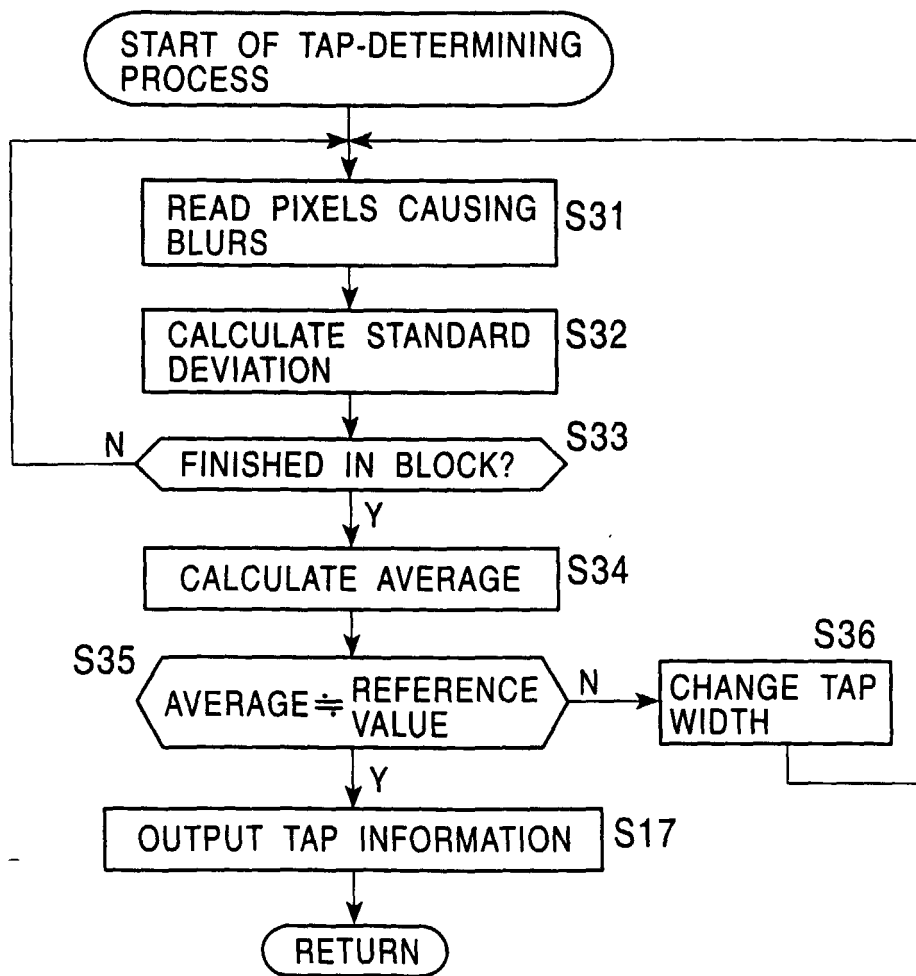 START OF TAP-DETERMINING
PROCESS
READ PIXELS CAUSING
BLURS
S31
CALCULATE STANDARD
DEVIATION
S32
N
FINISHED IN BLOCK?
S33
Y
CALCULATE AVERAGE
S34
S35
AVERAGE≒REFERENCE
VALUE
N
S36
CHANGE TAP
WIDTH
Y
OUTPUT TAP INFORMATION
S17
RETURN